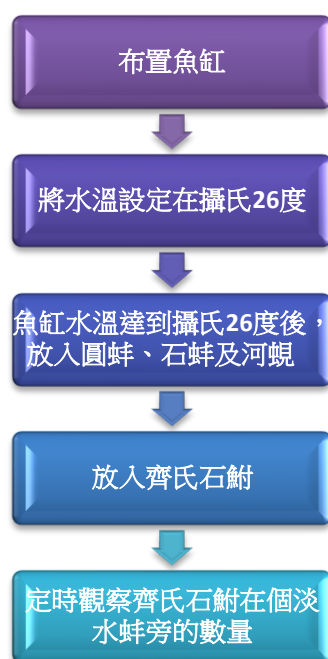 布置魚缸
將水溫設定在攝氏26度
魚缸水溫達到攝氏26度後，
放入圓蚌、石蚌及河蜆
放入齊氏石鮒
定時觀察齊氏石鮒在個淡
水蚌旁的數量